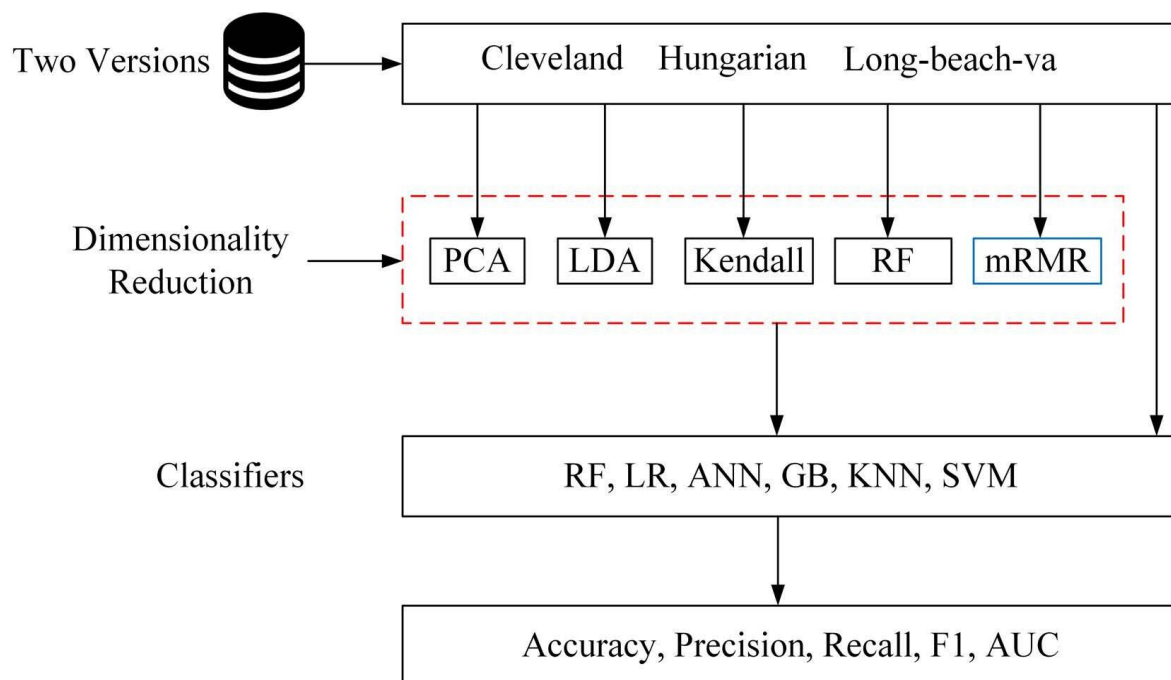 Two Versions
Cleveland Hungarian Long-beach-va
Dimensionality
Reduction
PCA LDA Kendall RF mRMR
Classifiers
RF, LR, ANN, GB, KNN, SVM
Accuracy, Precision, Recall, F1, AUC